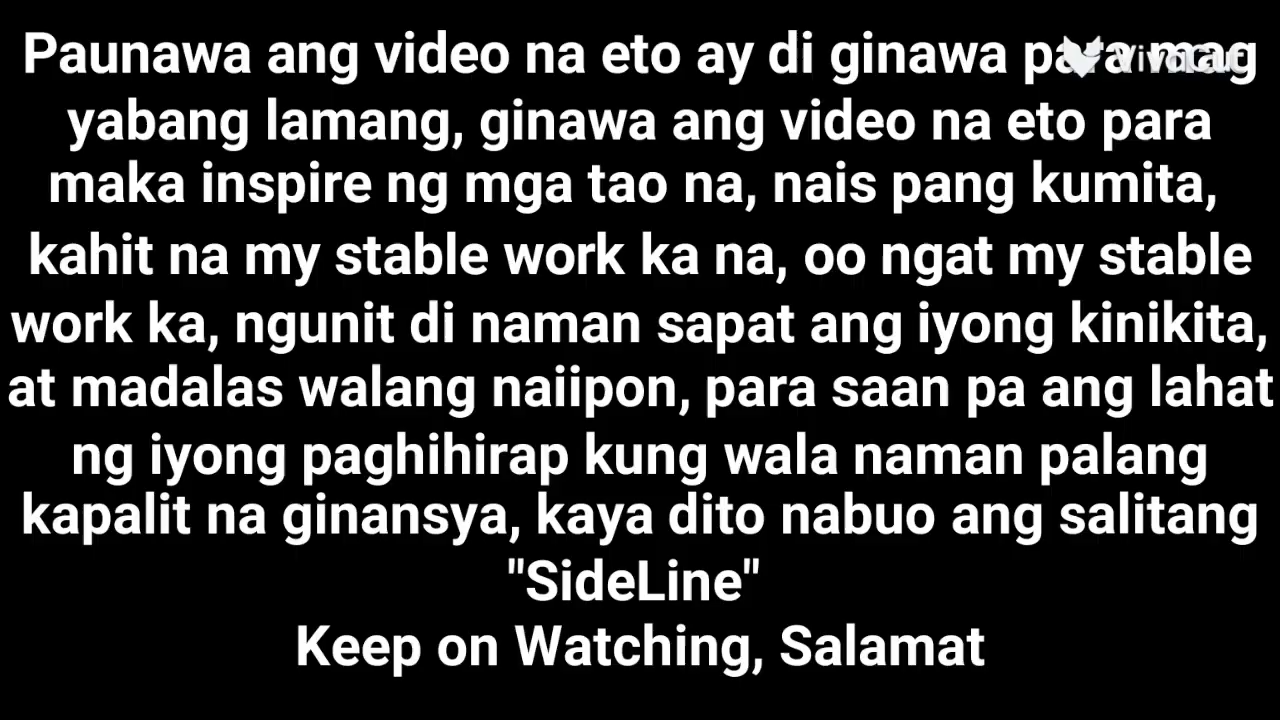 Paunawa ang video na eto ay di ginawa para mag
yabang lamang, ginawa ang video na eto para
maka inspire ng mga tao na, nais pang kumita,
kahit na my stable work ka na, oo ngat my stable
work ka, ngunit di naman sapat ang iyong kinikita,
at madalas walang naiipon, para saan pa ang lahat
ng iyong paghihirap kung wala naman palang
kapalit na ginansya, kaya dito nabuo ang salitang
"SideLine"
Keep on Watching, Salamat
VivaCut